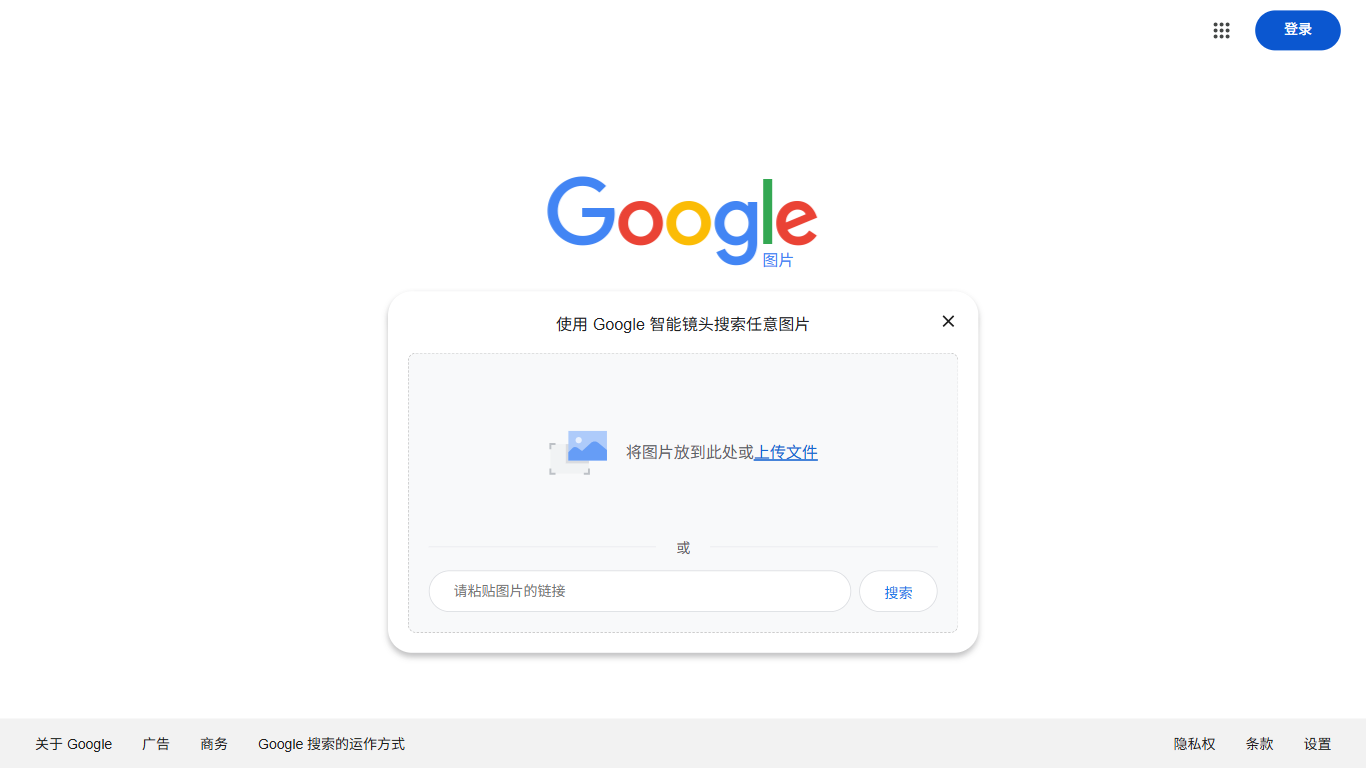 登录
Google
图片
使用 Google 智能镜头搜索任意图片
将图片放到此处或上传文件
或
请粘贴图片的链接
搜索
关于 Google
广告
商务
Google 搜索的运作方式
隐私权
条款
设置